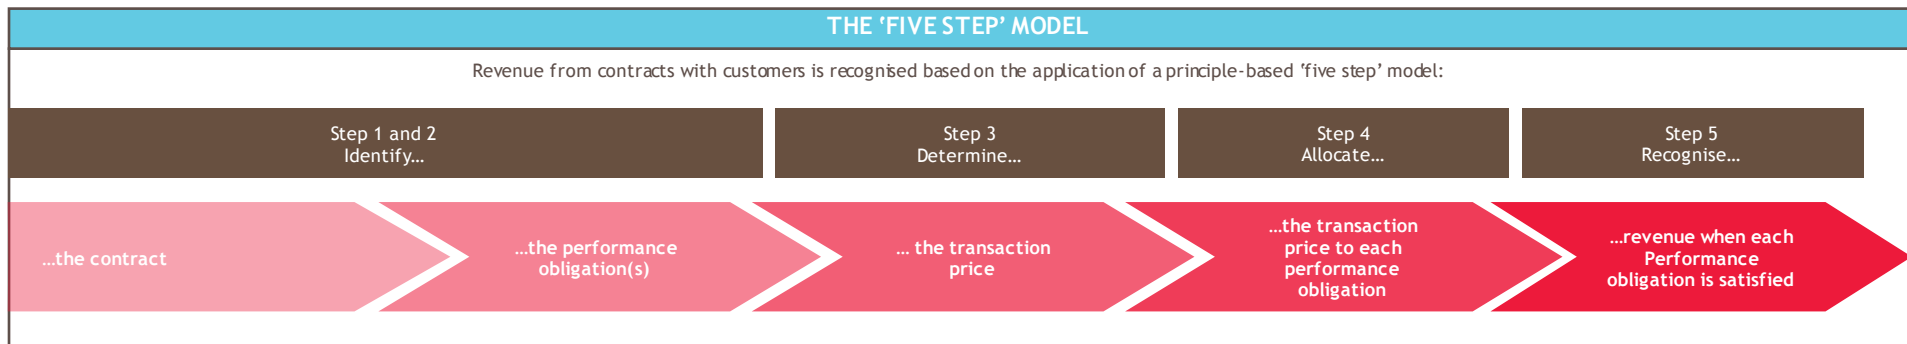 THE ‘FIVE STEP’ MODEL
Revenue from contracts with customers is recognised based on the application of a principle-based ‘five step’ model:
Step 1 and 2
Identify…
Step 3
Determine…
Step 4
Allocate…
Step 5
Recognise…
…the contract
…the performance
obligation(s)
… the transaction
price
…the transaction
price to each
performance
obligation
…revenue when each
Performance
obligation is satisfied